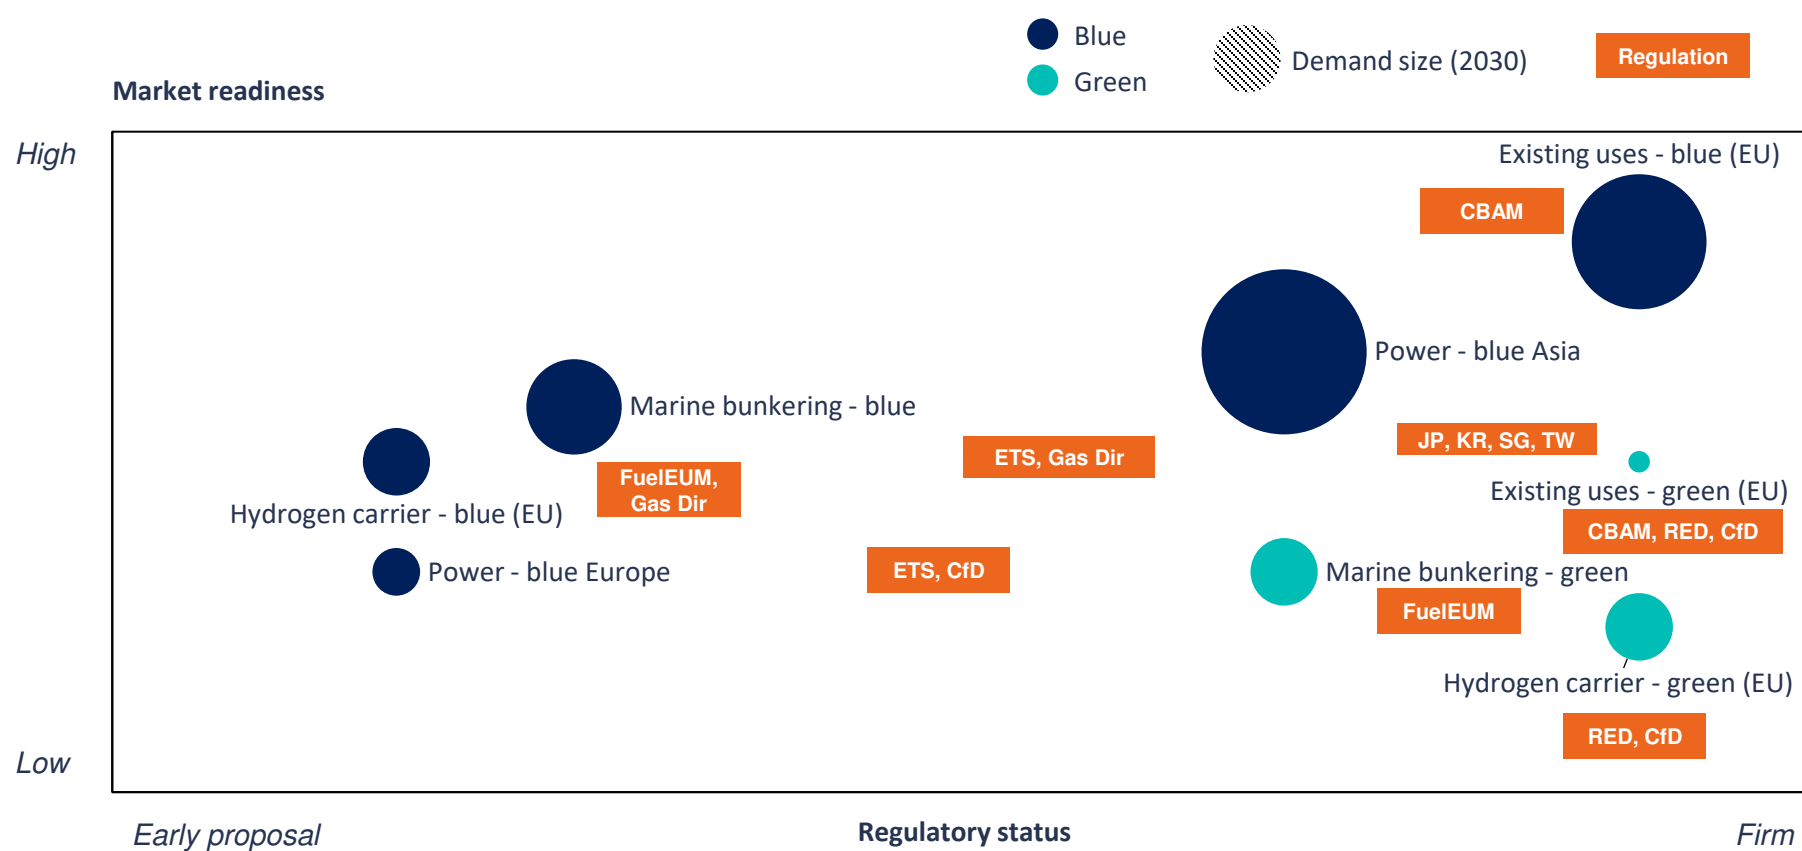 Blue
Green
Demand size (2030)
Regulation
Market readiness
High
Existing uses - blue (EU)
CBAM
Power - blue Asia
Marine bunkering - blue
JP, KR, SG, TW
ETS, Gas Dir
FuelEUM,
Gas Dir
Existing uses - green (EU)
Hydrogen carrier - blue (EU)
CBAM, RED, CfD
Power - blue Europe
ETS, CfD
Marine bunkering - green
FuelEUM
Hydrogen carrier - green (EU)
RED, CfD
Low
Early proposal
Regulatory status
Firm